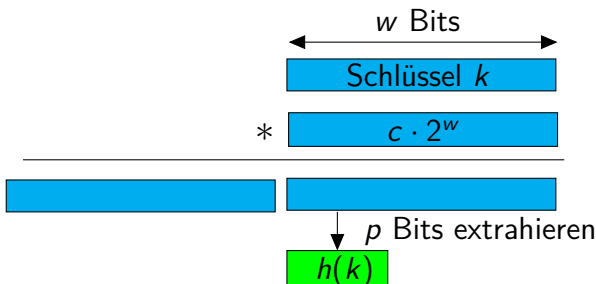 w Bits
Schlüssel k
* c · 2^w
p Bits extrahieren
h(k)